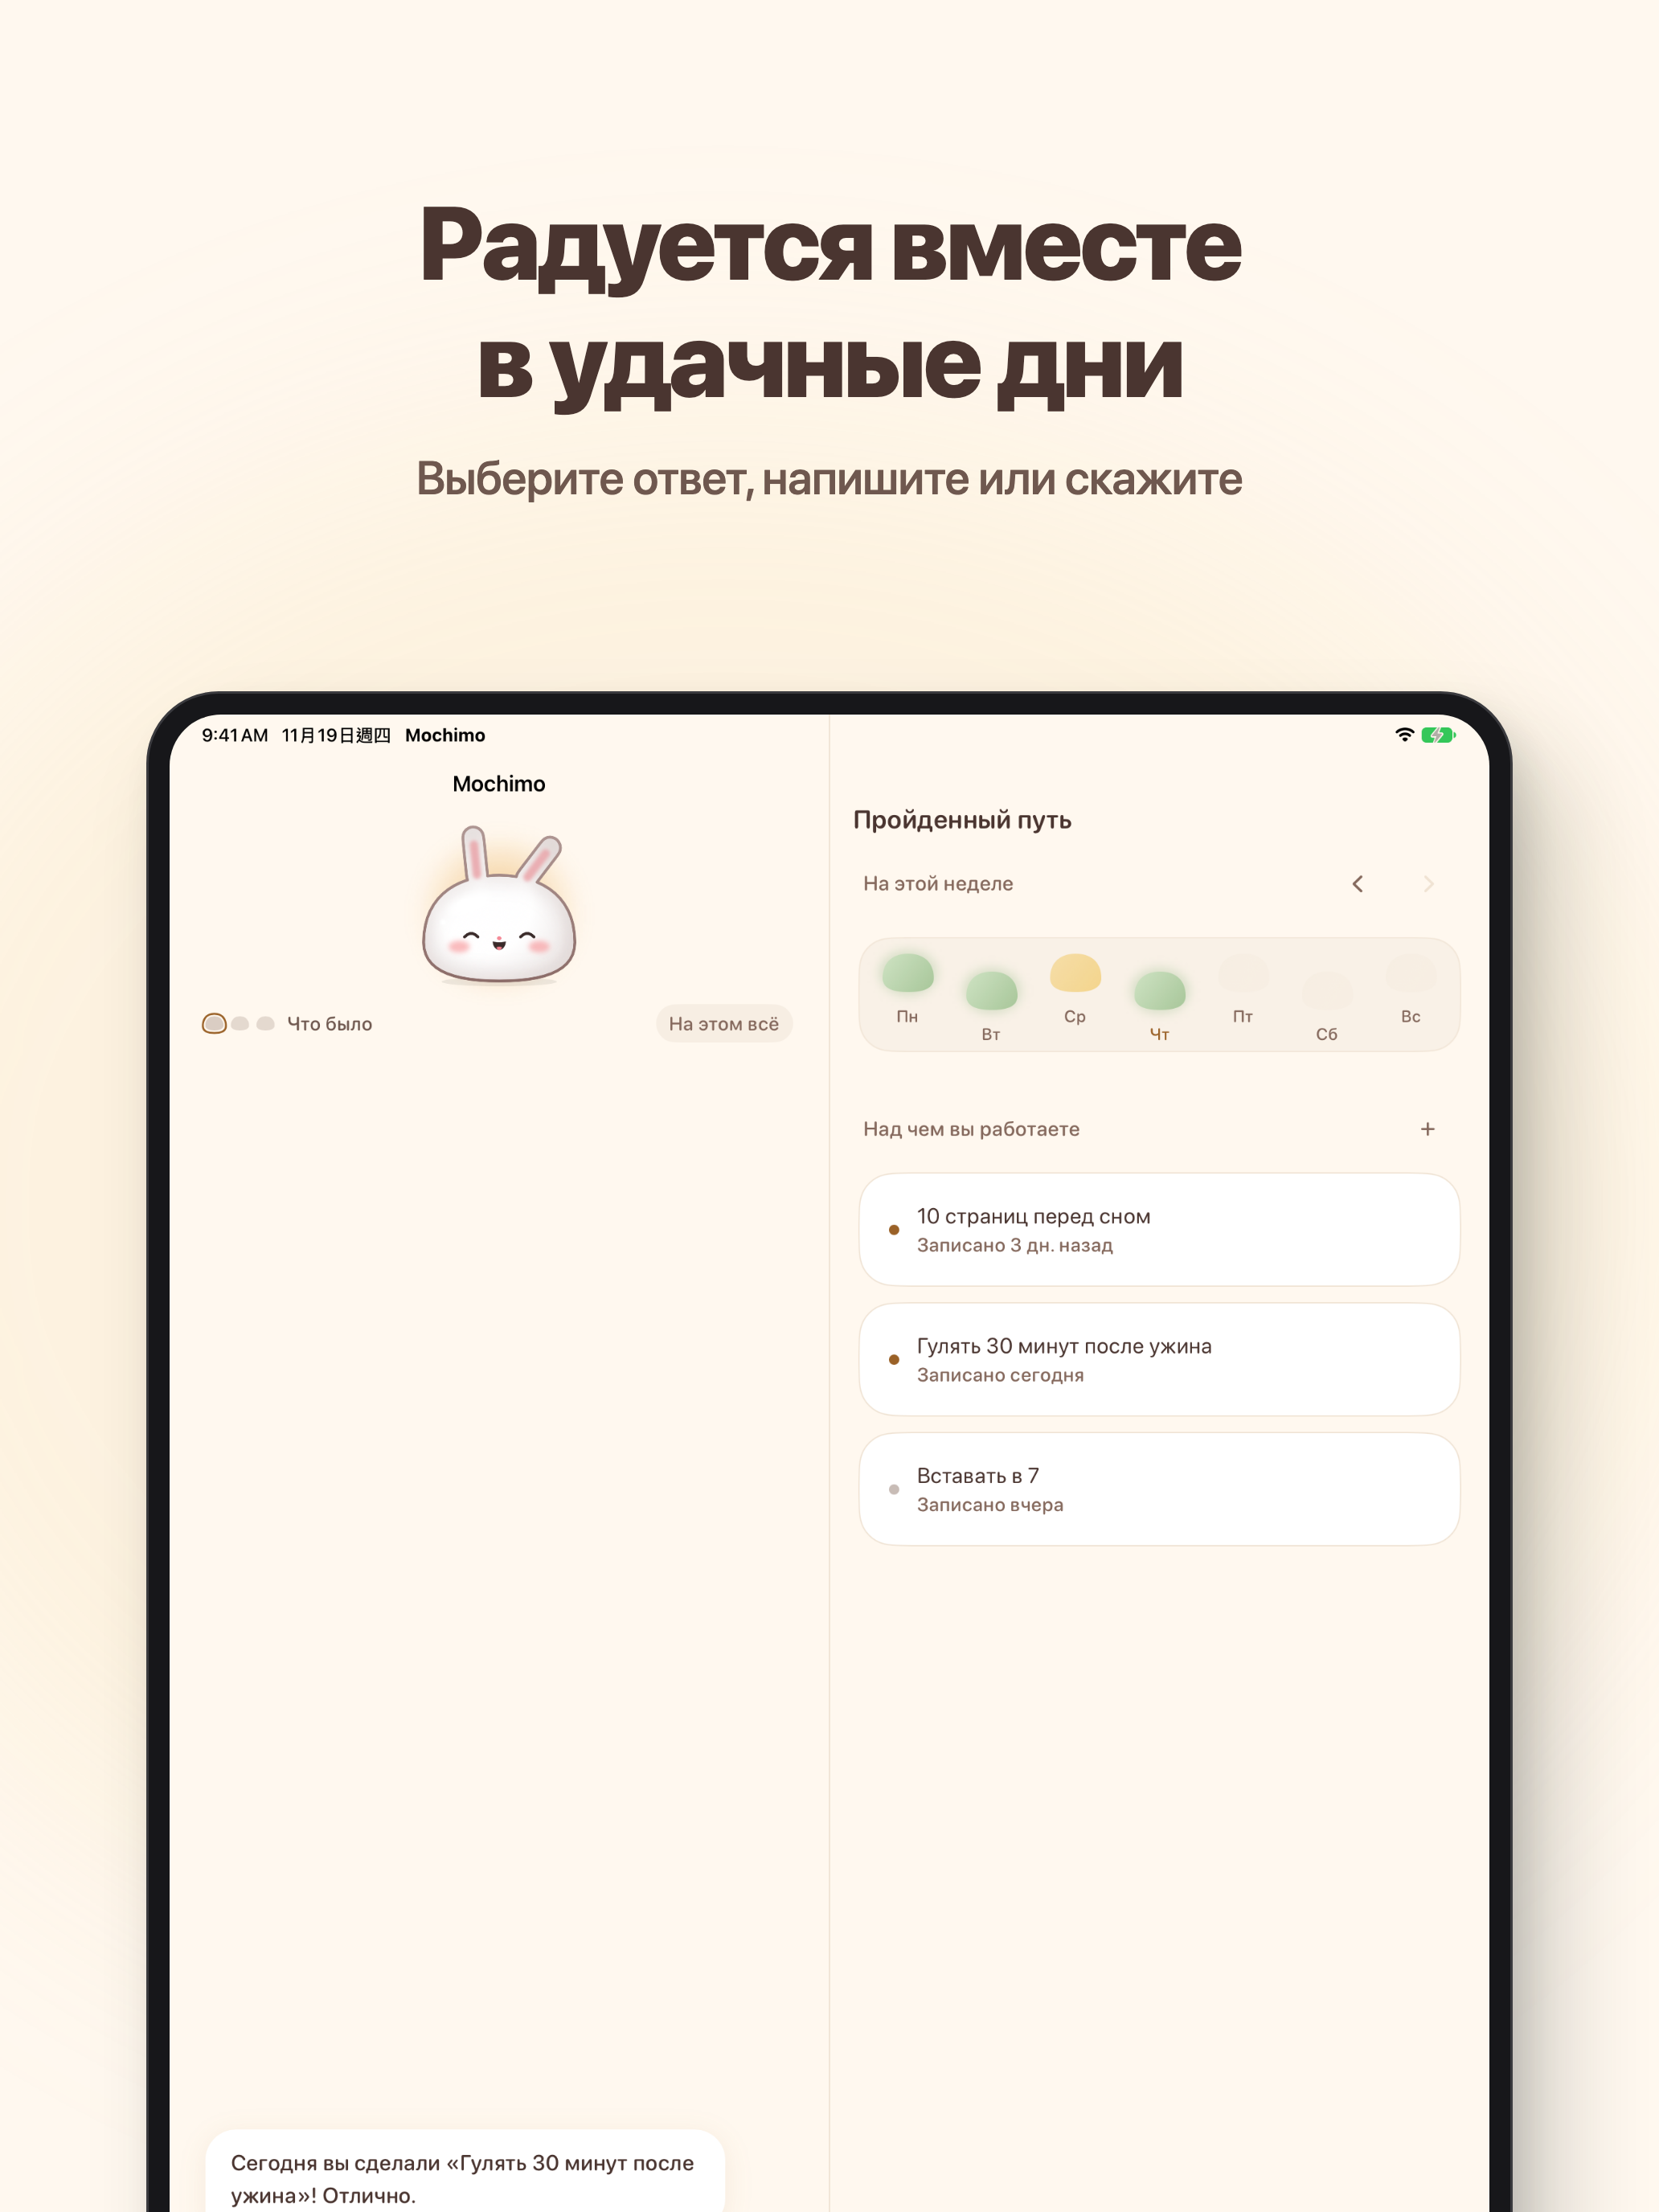 Радуется вместе
в удачные дни
Выберите ответ, напишите или скажите
9:41 AM 11月19日週四 Mochimo
Mochimo
Что было
На этом всё
Пройденный путь
На этой неделе
Пн
Вт
Ср
Чт
Пт
Сб
Вс
Над чем вы работаете
10 страниц перед сном
Записано 3 дн. назад
Гулять 30 минут после ужина
Записано сегодня
Вставать в 7
Записано вчера
Сегодня вы сделали «Гулять 30 минут после
ужина»! Отлично.